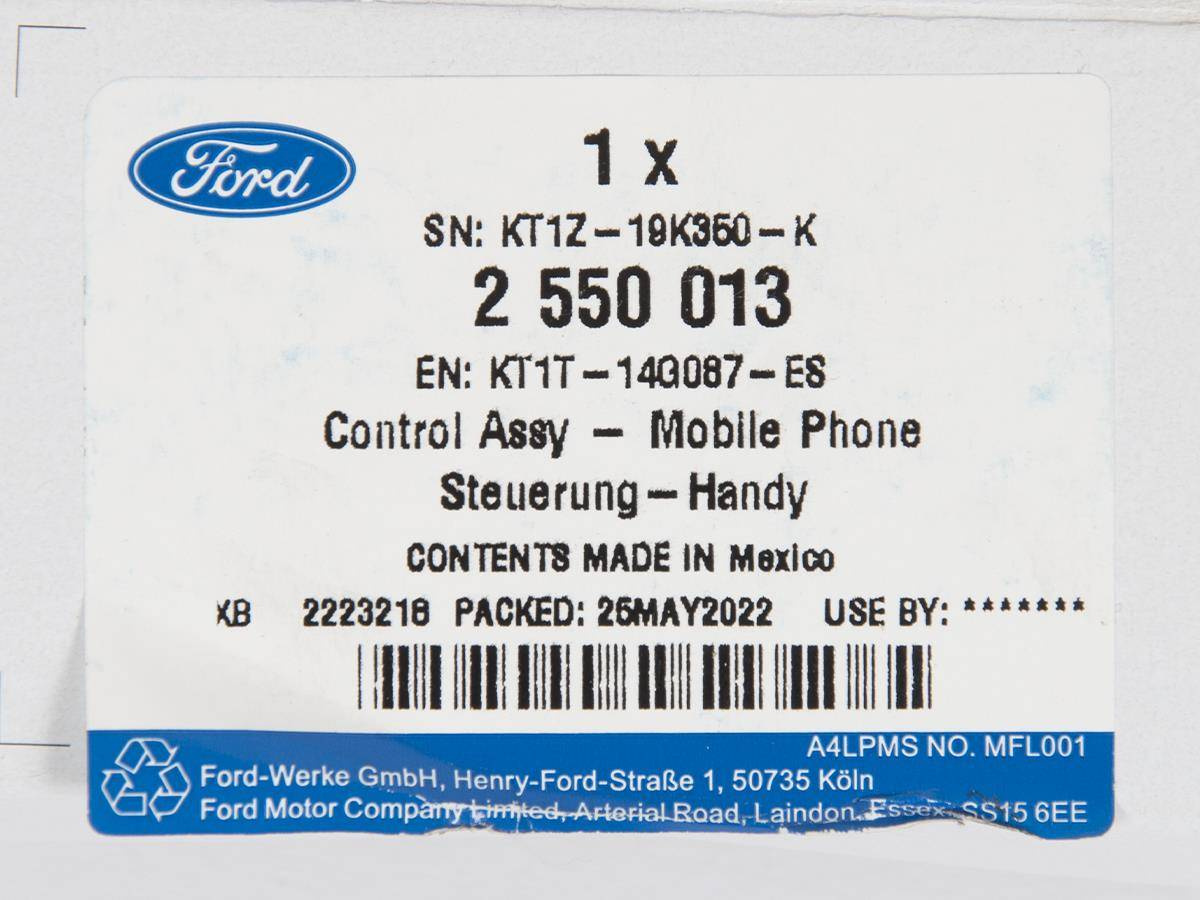 Ford
1 x
SN: KT1Z-19K350-K
2 550 013
EN: KT1T-14G087-ES
Control Assy - Mobile Phone
Steuerung-Handy
CONTENTS MADE IN Mexico
XB 2223218 PACKED: 25MAY2022 USE BY: *******
A4LPMS NO. MFL001
Ford-Werke GmbH, Henry-Ford-Straße 1, 50735 Köln
Ford Motor Company Limited, Arterial Road, Laindon, Essex, SS15 6EE